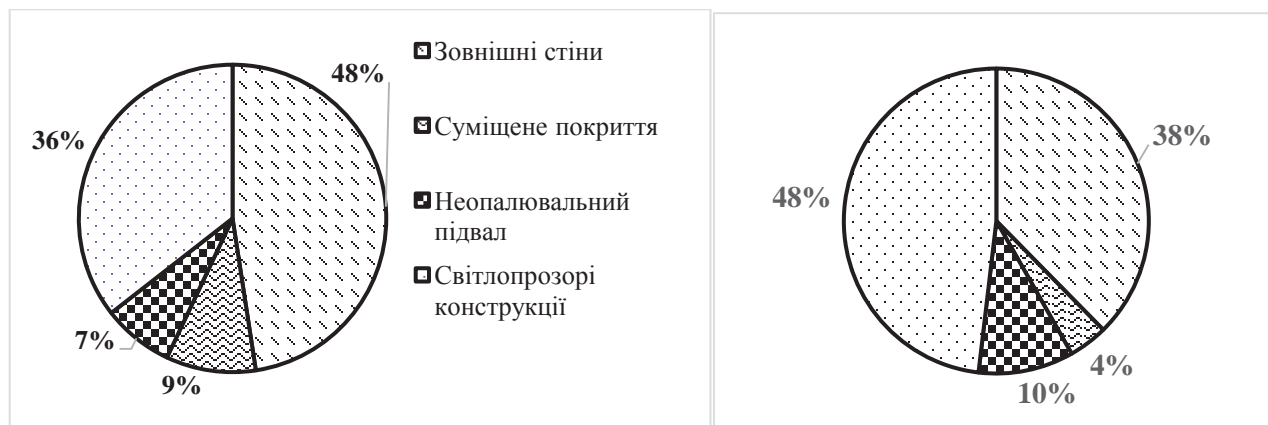 48%
36%
7%
9%
Зовнішні стіни
Суміщене покриття
Неопалювальний
підвал
Світлопрозорі
конструкції
38%
48%
4%
10%